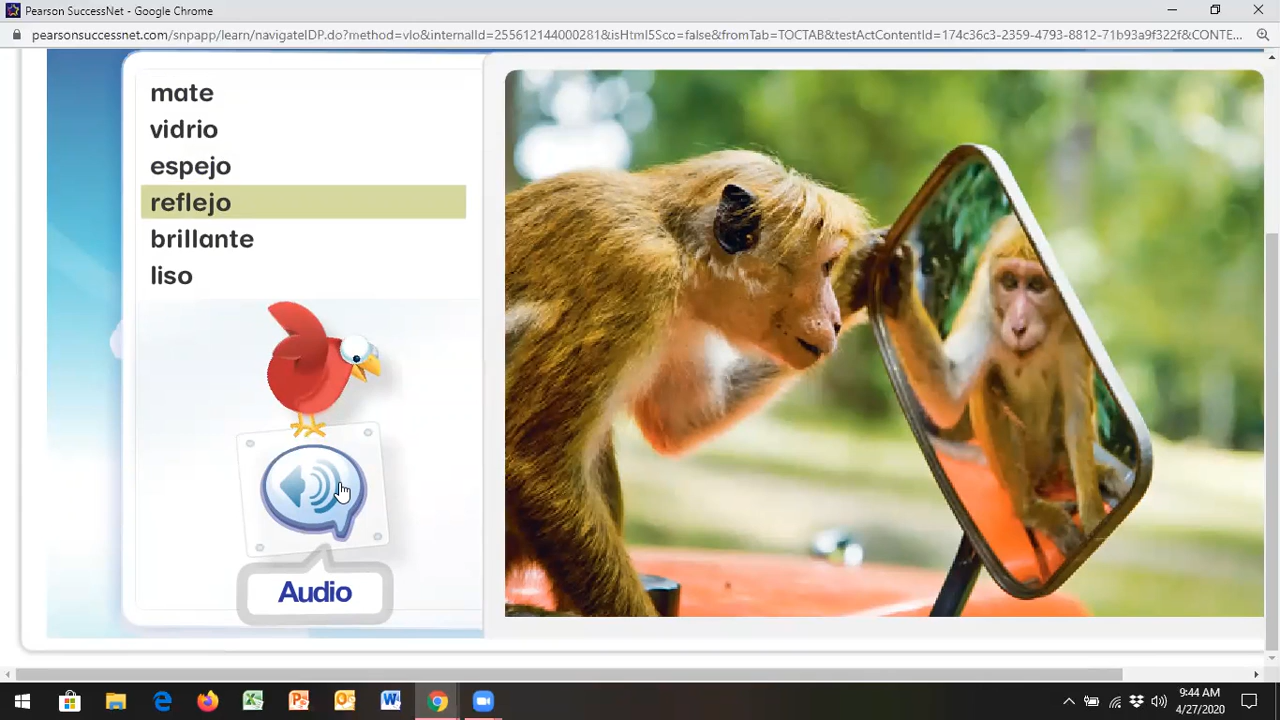 Pearson SuccessNet - Google Chrome
pearsonsuccessnet.com/snpapp/learn/navigateIDP.do?method=vlo&internalId=255612144000281&isHtml5Sco=false&fromTab=TOCTAB&testActContentId=174c36c3-2359-4793-8812-71b93a9f322f&CONTE...
mate
vidrio
espejo
reflejo
brillante
liso
Audio
9:44 AM
4/27/2020